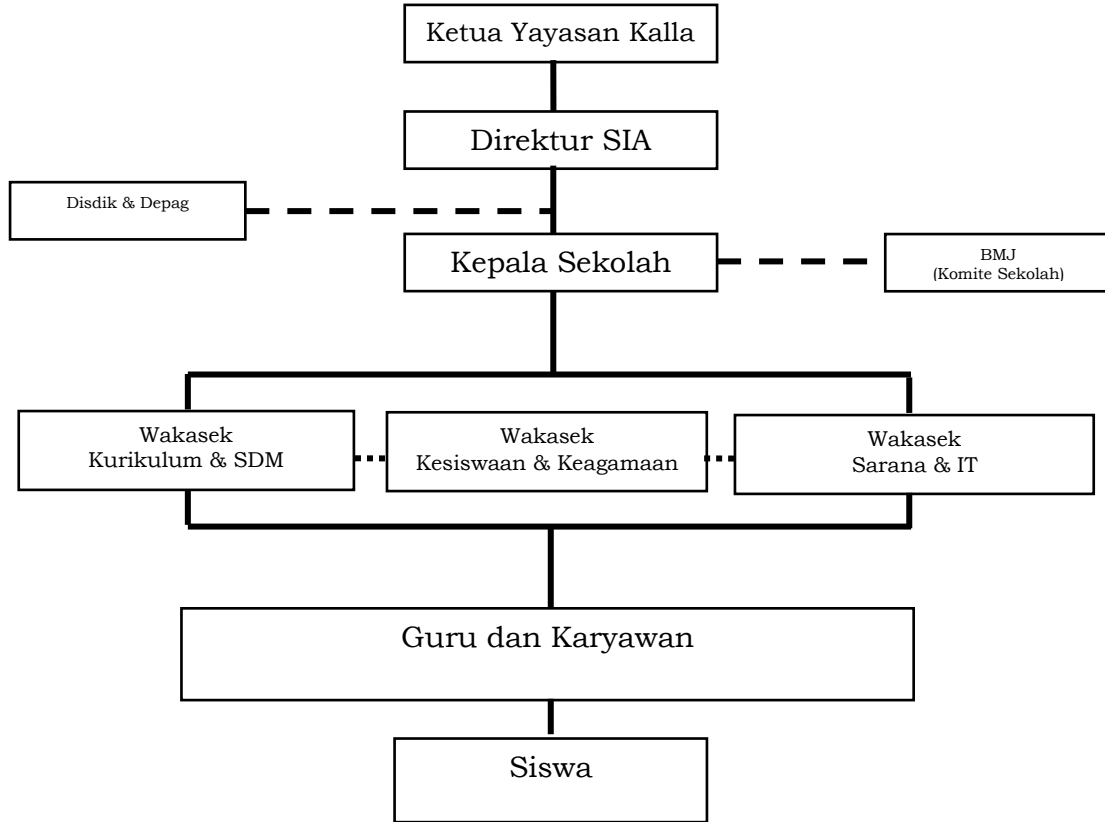 Ketua Yayasan Kalla
Direktur SIA
Disdik & Depag
Kepala Sekolah
BMJ
(Komite Sekolah)
Wakasek
Kurikulum & SDM
Wakasek
Kesiswaan & Keagamaan
Wakasek
Sarana & IT
Guru dan Karyawan
Siswa